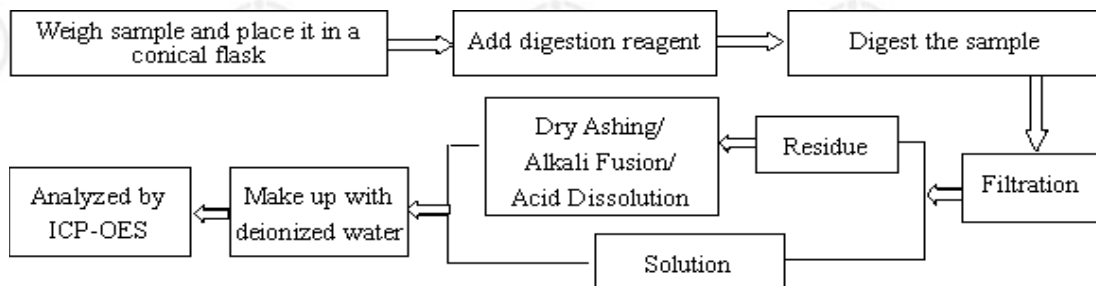 Weigh sample and place it in a
conical flask
Add digestion reagent
Digest the sample
Filtration
Residue
Dry Ashing/
Alkali Fusion/
Acid Dissolution
Solution
Make up with
deionized water
Analyzed by
ICP-OES